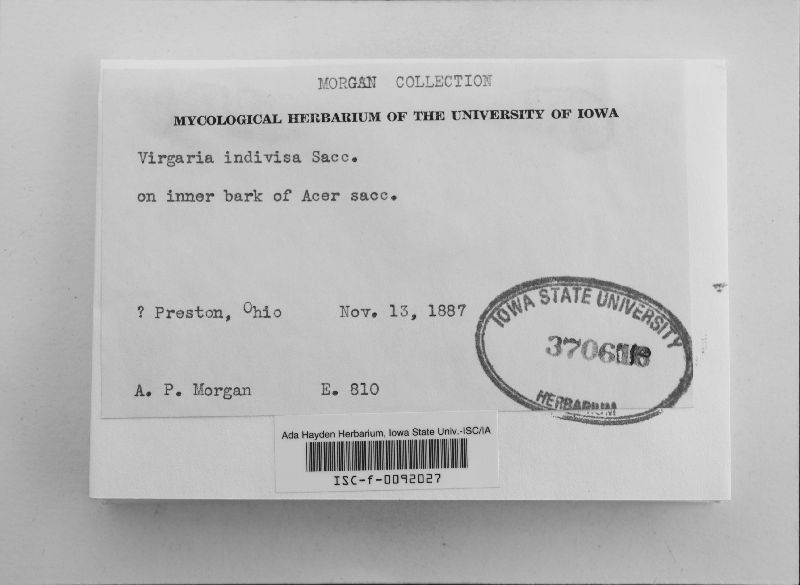 MORGAN COLLECTION
MYCOLOGICAL HERBARIUM OF THE UNIVERSITY OF IOWA
Virgaria indivisa Sacc.
on inner bark of Acer sacc.
? Preston, Ohio Nov. 13, 1887
A. P. Morgan E. 810
IOWA STATE UNIVERSITY
HERBARIUM
Ada Hayden Herbarium, Iowa State Univ.-ISC/IA
ISC-f-0092027